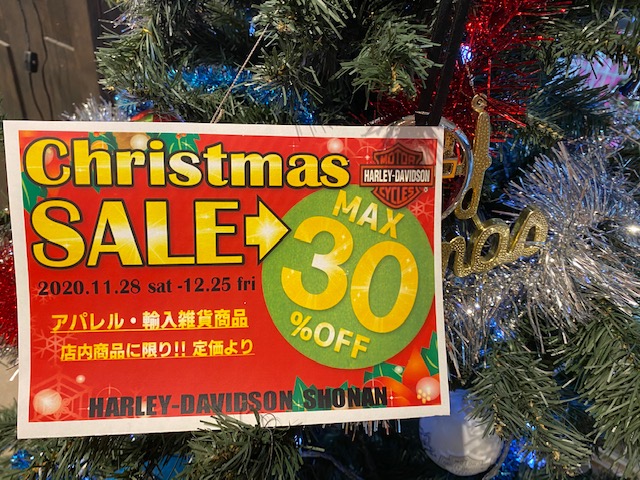 Christmas
SALE
MOTOR
HARLEY-DAVIDSON
CYCLES
MAX
30
%OFF
2020.11.28 sat -12.25 fri
アパレル・輸入雑貨商品
店内商品に限り!! 定価より
HARLEY-DAVIDSON SHONAN